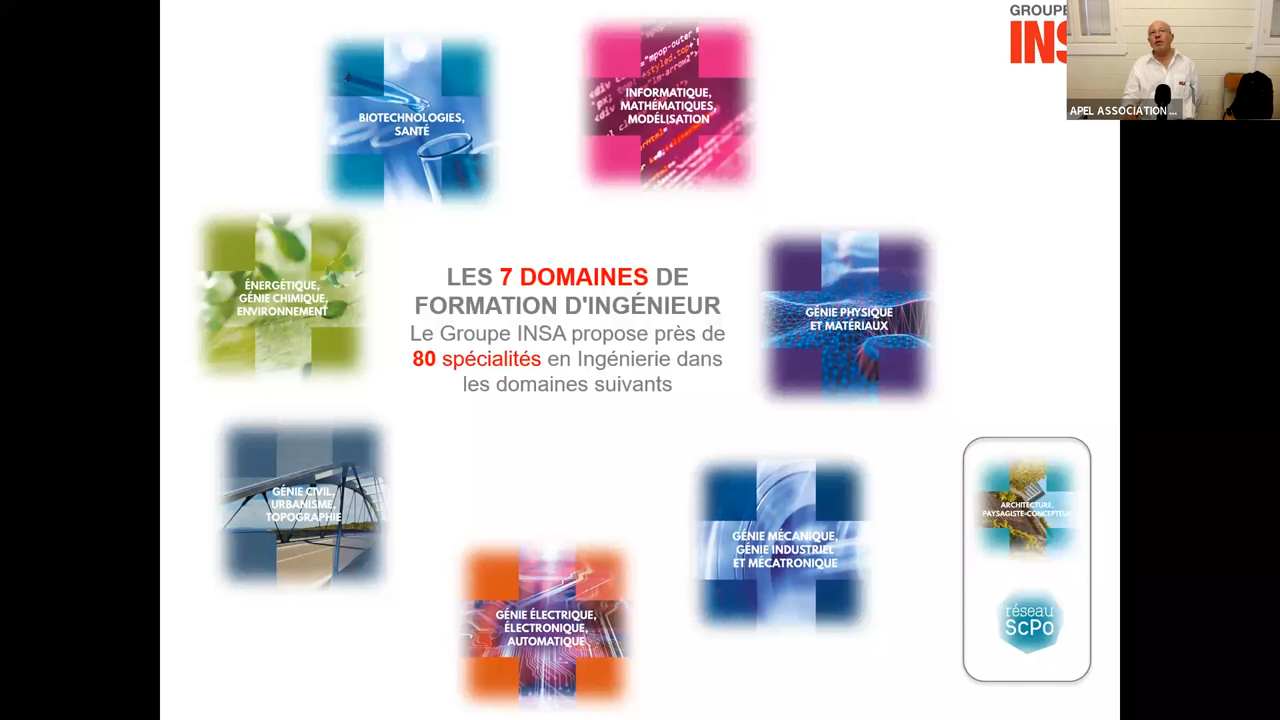 GROUPE
INS
APEL ASSOCIATION ...
BIOTECHNOLOGIES,
SANTÉ
INFORMATIQUE,
MATHÉMATIQUES,
MODÉLISATION
ÉNERGÉTIQUE,
GÉNIE CHIMIQUE,
ENVIRONNEMENT
LES 7 DOMAINES DE
FORMATION D'INGÉNIEUR
Le Groupe INSA propose près de
80 spécialités en Ingénierie dans
les domaines suivants
GÉNIE PHYSIQUE
ET MATÉRIAUX
GÉNIE CIVIL,
URBANISME,
TOPOGRAPHIE
GÉNIE MÉCANIQUE,
GÉNIE INDUSTRIEL
ET MÉCATRONIQUE
GÉNIE ÉLECTRIQUE,
ÉLECTRONIQUE,
AUTOMATIQUE
ARCHITECTURE,
PAYSAGISTE-CONCEPTEUR
réseau
ScPo